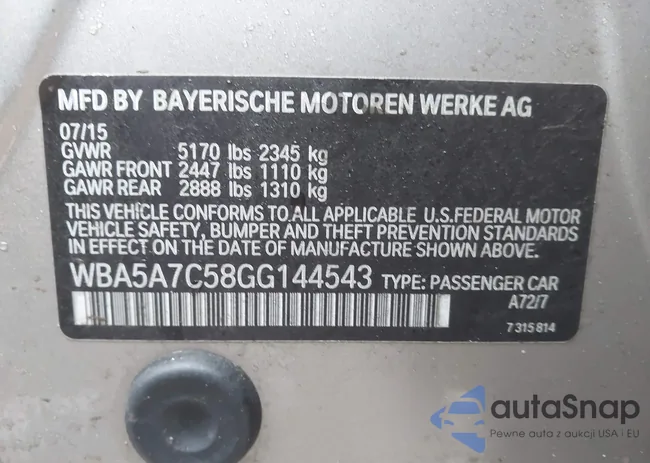 MFD BY BAYERISCHE MOTOREN WERKE AG
07/15
GVWR 5170 lbs 2345 kg
GAWR FRONT 2447 lbs 1110 kg
GAWR REAR 2888 lbs 1310 kg
THIS VEHICLE CONFORMS TO ALL APPLICABLE U.S.FEDERAL MOTOR
VEHICLE SAFETY, BUMPER AND THEFT PREVENTION STANDARDS
IN EFFECT ON THE DATE OF MANUFACTURE SHOWN ABOVE.
WBA5A7C58GG144543 TYPE: PASSENGER CAR
A72/7
7 315 814
autoSnap
Pewne auta z aukcji USA i EU